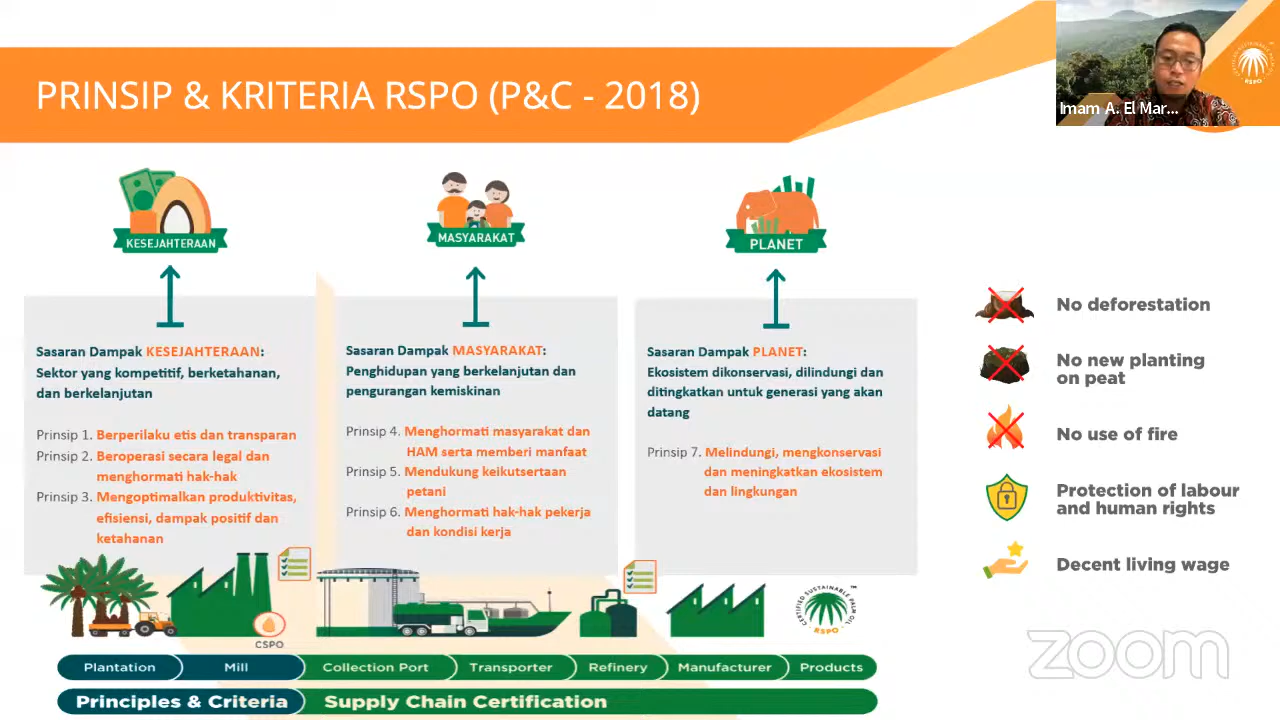 PRINSIP & KRITERIA RSPO (P&C - 2018)
Imam A. El Mar...
RSPO
KESEJAHTERAAN
MASYARAKAT
PLANET
Sasaran Dampak KESEJAHTERAAN:
Sektor yang kompetitif, berketahanan,
dan berkelanjutan
Prinsip 1. Berperilaku etis dan transparan
Prinsip 2. Beroperasi secara legal dan
menghormati hak-hak
Prinsip 3. Mengoptimalkan produktivitas,
efisiensi, dampak positif dan
ketahanan
Sasaran Dampak MASYARAKAT:
Penghidupan yang berkelanjutan dan
pengurangan kemiskinan
Prinsip 4. Menghormati masyarakat dan
HAM serta memberi manfaat
Prinsip 5. Mendukung keikutsertaan
petani
Prinsip 6. Menghormati hak-hak pekerja
dan kondisi kerja
Sasaran Dampak PLANET:
Ekosistem dikonservasi, dilindungi dan
ditingkatkan untuk generasi yang akan
datang
Prinsip 7. Melindungi, mengkonservasi
dan meningkatkan ekosistem
dan lingkungan
No deforestation
No new planting
on peat
No use of fire
Protection of labour
and human rights
Decent living wage
CSPO
CERTIFIED SUSTAINABLE PALM OIL
RSPO
™
Plantation
Mill
Collection Port
Transporter
Refinery
Manufacturer
Products
Principles & Criteria
Supply Chain Certification
zoom